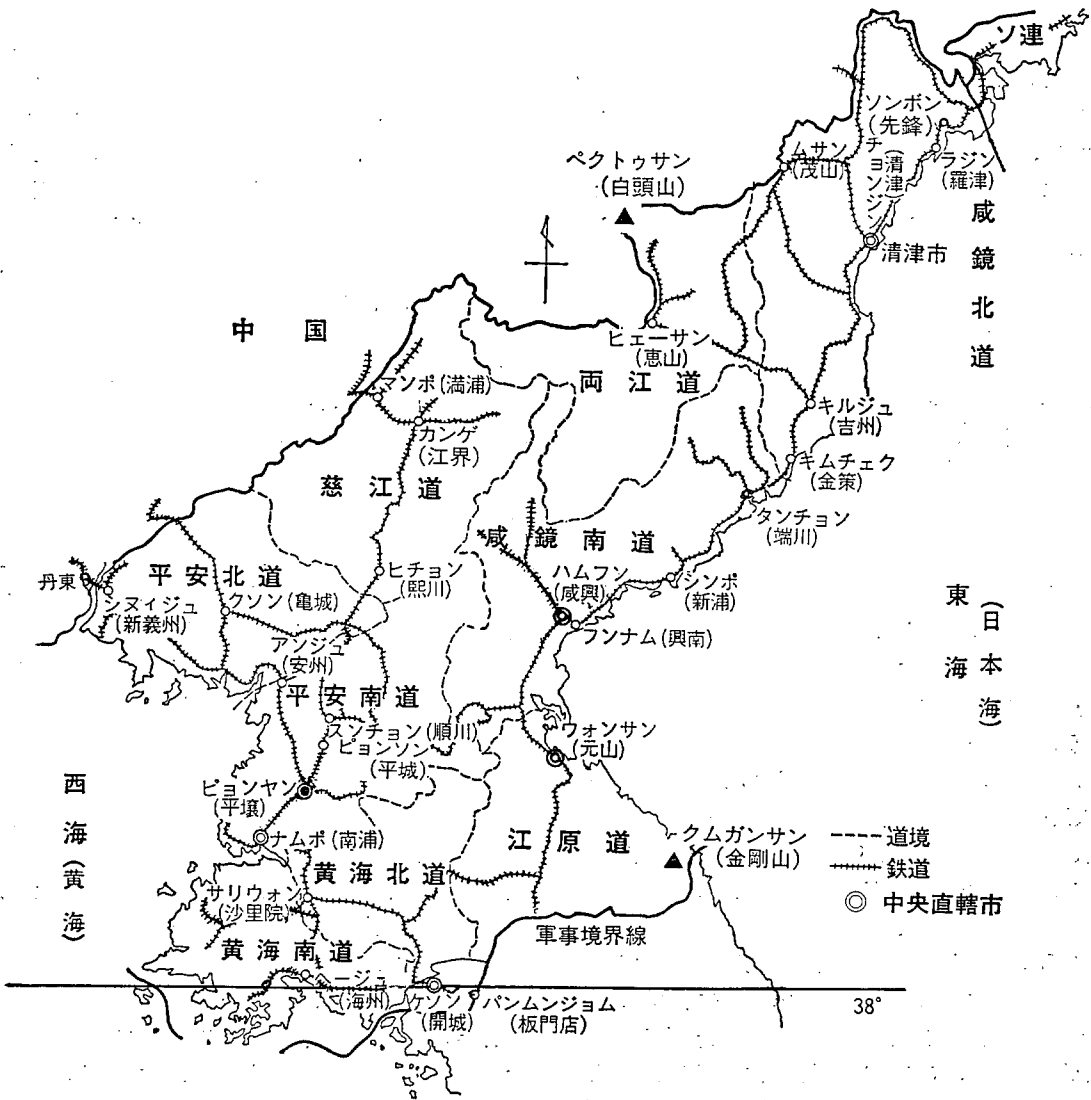 ソ連
ソンボン
(先鋒)
チョンジン
(清津)
ラジン
(羅津)
ムサン
(茂山)
ペクトゥサン
(白頭山)
清津市
咸鏡北道
中国
ヒェーサン
(恵山)
両江道
マンポ(満浦)
カンゲ
(江界)
キルジュ
(吉州)
キムチェク
(金策)
慈江道
タンチョン
(端川)
咸鏡南道
ハムフン
(咸興)
シンポ
(新浦)
フンナム(興南)
丹東
平安北道
ヒチョン
(熙川)
シヌィジュ
(新義州)
クソン(亀城)
アンジュ
(安州)
東海
(日本海)
平安南道
スンチョン(順川)
ピョンソン
(平城)
ウォンサン
(元山)
西海(黄海)
ピョンヤン
(平壌)
ナムポ(南浦)
江原道
クムガンサン
(金剛山)
道境
鉄道
中央直轄市
黄海北道
サリウォン
(沙里院)
軍事境界線
黄海南道
ヘージュ
(海州)
ケソン
(開城)
パンムンジョム
(板門店)
38°